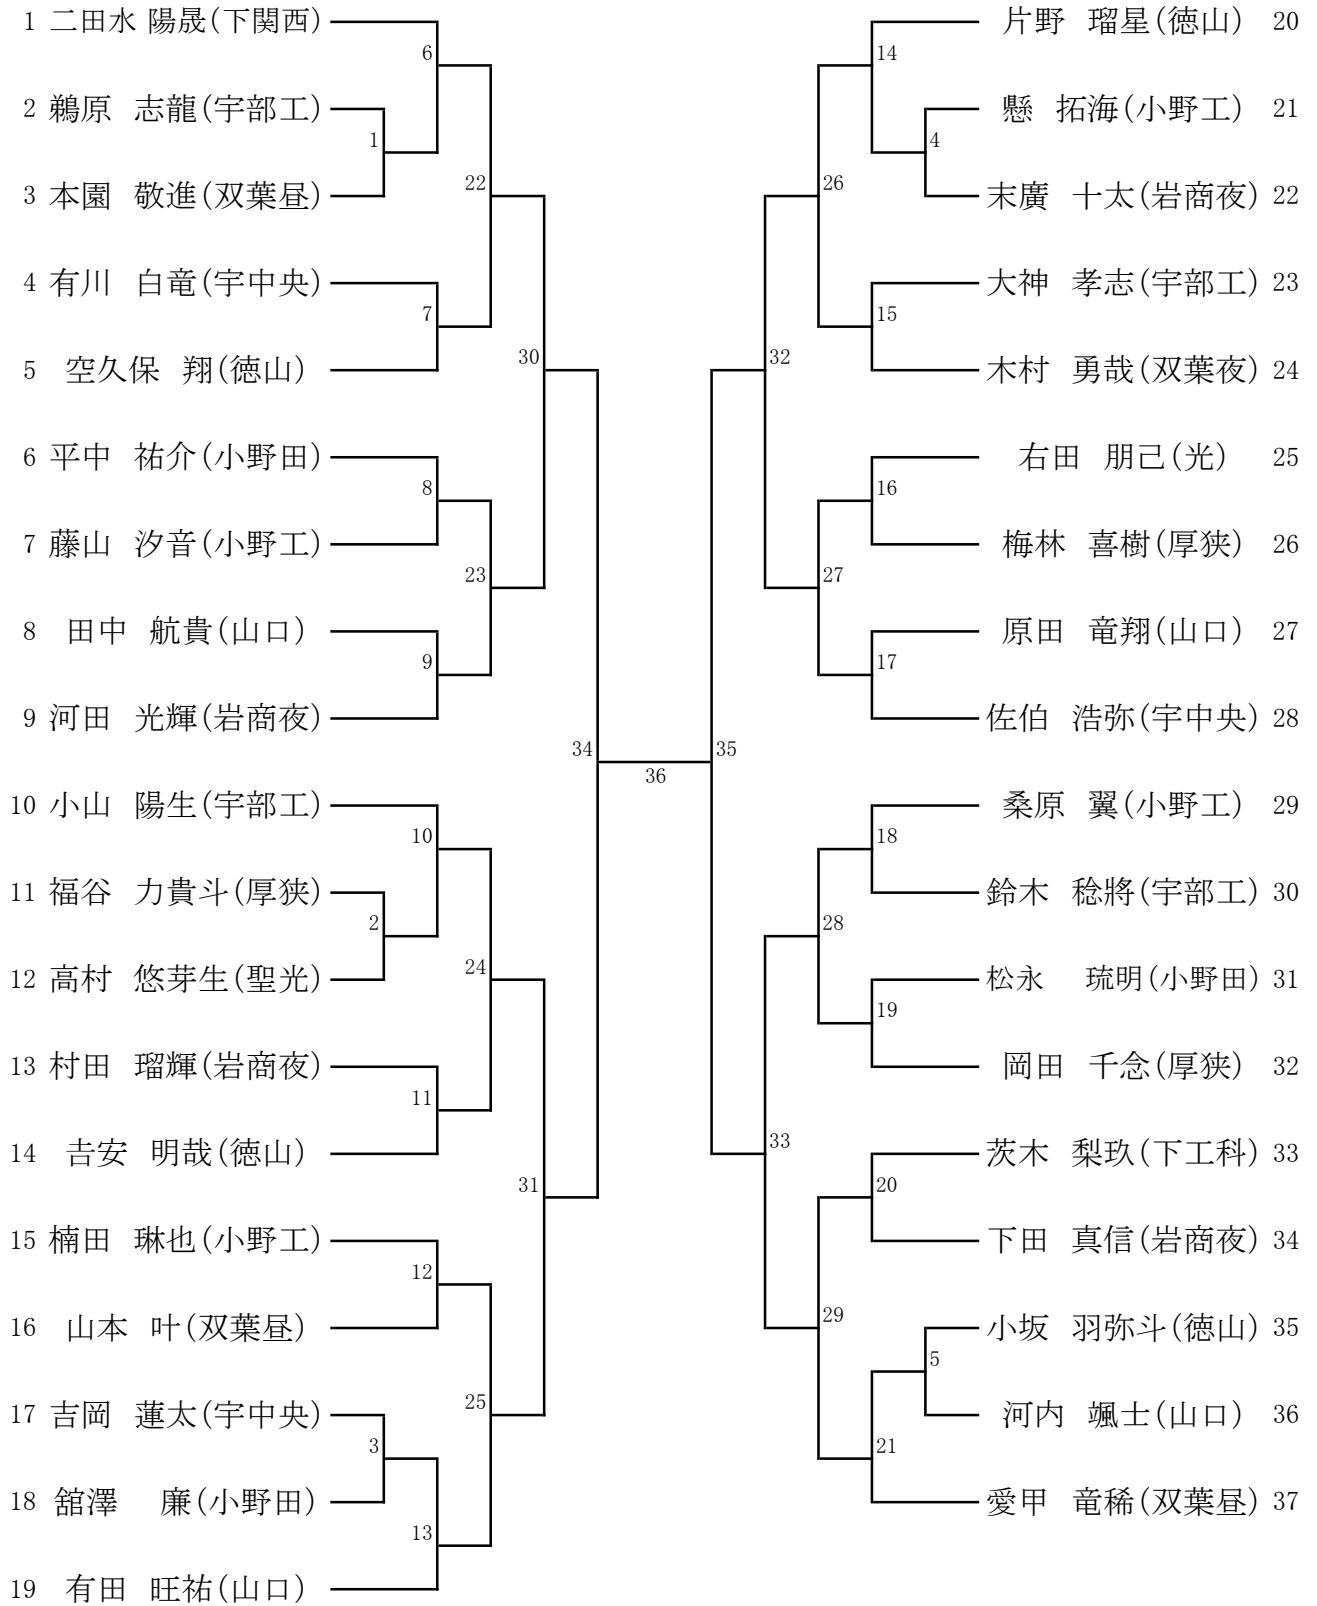 1 二田水 陽晟(下関西)
6
2 鵜原 志龍(宇部工)
1
3 本園 敬進(双葉昼)
22
4 有川 白竜(宇中央)
7
5 空久保 翔(徳山)
30
6 平中 祐介(小野田)
8
7 藤山 汐音(小野工)
23
8 田中 航貴(山口)
9
9 河田 光輝(岩商夜)
34
10 小山 陽生(宇部工)
10
11 福谷 力貴斗(厚狭)
2
12 高村 悠芽生(聖光)
24
13 村田 瑠輝(岩商夜)
11
14 吉安 明哉(徳山)
31
15 楠田 琳也(小野工)
12
16 山本 叶(双葉昼)
25
17 吉岡 蓮太(宇中央)
3
18 舘澤 廉(小野田)
13
19 有田 旺祐(山口)
36
片野 瑠星(徳山) 20
14
懸 拓海(小野工) 21
4
末廣 十太(岩商夜) 22
26
大神 孝志(宇部工) 23
15
木村 勇哉(双葉夜) 24
32
右田 朋己(光) 25
16
梅林 喜樹(厚狭) 26
27
原田 竜翔(山口) 27
17
佐伯 浩弥(宇中央) 28
35
桑原 翼(小野工) 29
18
鈴木 稔將(宇部工) 30
28
松永 琉明(小野田) 31
19
岡田 千念(厚狭) 32
33
茨木 梨玖(下工科) 33
20
下田 真信(岩商夜) 34
29
小坂 羽弥斗(徳山) 35
5
河内 颯士(山口) 36
21
愛甲 竜稀(双葉昼) 37